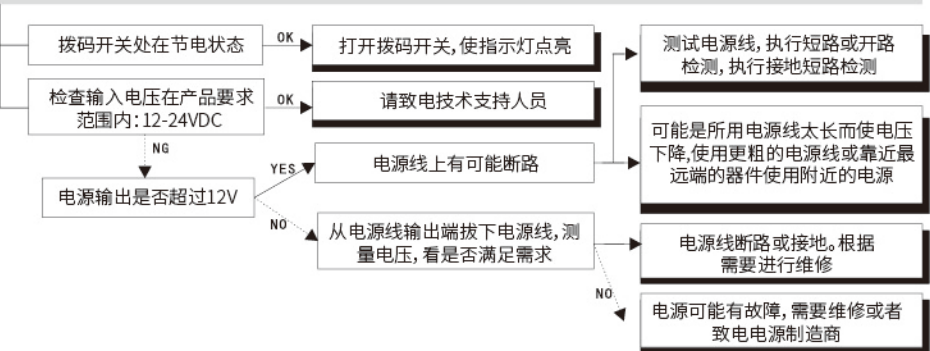 拨码开关处在节电状态
OK
打开拨码开关,使指示灯点亮
测试电源线,执行短路或开路
检测,执行接地短路检测
检查输入电压在产品要求
范围内:12-24VDC
OK
请致电技术支持人员
NG
可能是所用电源线太长而使电压
下降,使用更粗的电源线或靠近最
远端的器件使用附近的电源
电源输出是否超过12V
YES
电源线上有可能断路
NO
从电源线输出端拔下电源线,测
量电压,看是否满足需求
电源线断路或接地。根据
需要进行维修
NO
电源可能有故障,需要维修或者
致电电源制造商